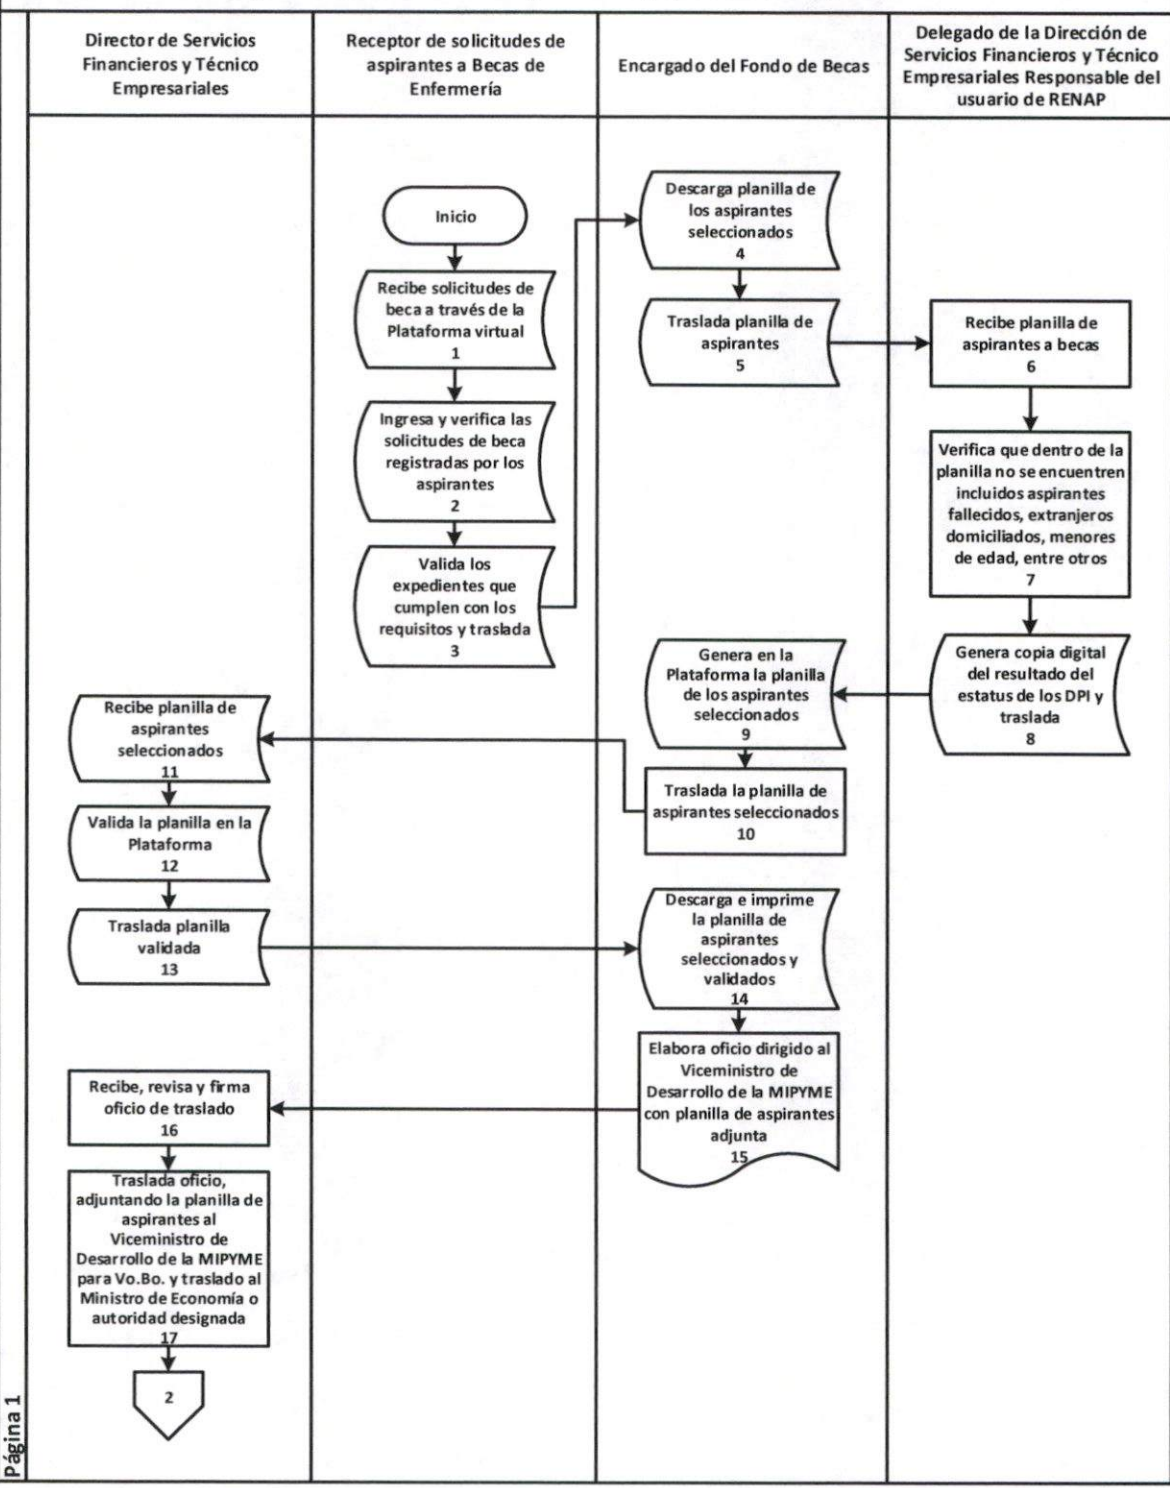 Director de Servicios
Financieros y Técnico
Empresariales
Receptor de solicitudes de
aspirantes a Becas de
Enfermería
Encargado del Fondo de Becas
Delegado de la Dirección de
Servicios Financieros y Técnico
Empresariales Responsable del
usuario de RENAP
Inicio
Recibe solicitudes de
beca a través de la
Plataforma virtual
1
Ingresa y verifica las
solicitudes de beca
registradas por los
aspirantes
2
Valida los
expedientes que
cumplen con los
requisitos y traslada
3
Descarga planilla de
los aspirantes
seleccionados
4
Traslada planilla de
aspirantes
5
Recibe planilla de
aspirantes a becas
6
Verifica que dentro de la
planilla no se encuentren
incluidos aspirantes
fallecidos, extranjeros
domiciliados, menores
de edad, entre otros
7
Genera copia digital
del resultado del
estatus de los DPI y
traslada
8
Genera en la
Plataforma la planilla
de los aspirantes
seleccionados
9
Traslada la planilla de
aspirantes seleccionados
10
Recibe planilla de
aspirantes
seleccionados
11
Valida la planilla en la
Plataforma
12
Traslada planilla
validada
13
Descarga e imprime
la planilla de
aspirantes
seleccionados y
validados
14
Elabora oficio dirigido al
Viceministro de
Desarrollo de la MIPYME
con planilla de aspirantes
adjunta
15
Recibe, revisa y firma
oficio de traslado
16
Traslada oficio,
adjuntando la planilla de
aspirantes al
Viceministro de
Desarrollo de la MIPYME
para Vo.Bo. y traslado al
Ministro de Economía o
autoridad designada
17
2
Página 1